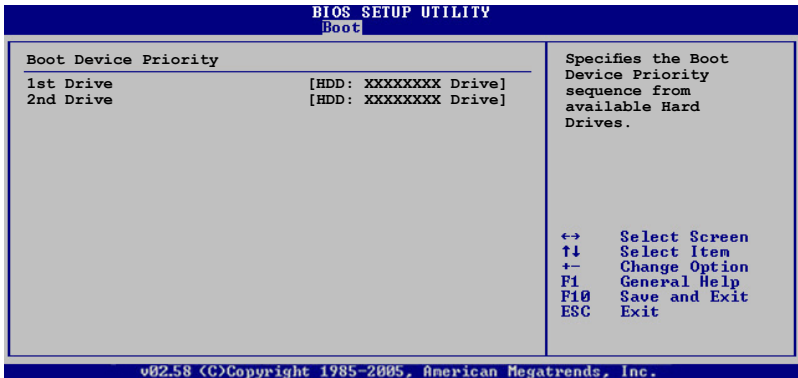 BIOS SETUP UTILITY
Boot
Boot Device Priority
1st Drive [HDD: XXXXXXXX Drive]
2nd Drive [HDD: XXXXXXXX Drive]
Specifies the Boot
Device Priority
sequence from
available Hard
Drives.
←→ Select Screen
↑↓ Select Item
+- Change Option
F1 General Help
F10 Save and Exit
ESC Exit
v02.58 (C)Copyright 1985-2005, American Megatrends, Inc.